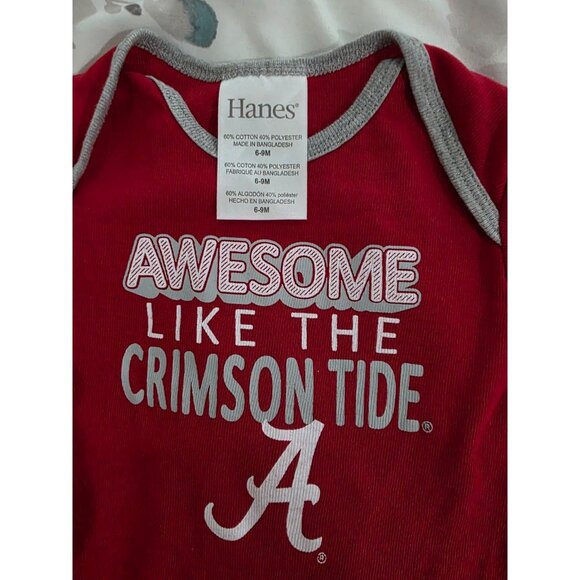 Hanes®
60% COTTON 40% POLYESTER
MADE IN BANGLADESH
6-9M
60% COTON 40% POLYESTER
FABRIQUE AU BANGLADESH
6-9M
60% ALGODÓN 40% poliéster
HECHO EN BANGLADESH
6-9M
AWESOME
LIKE THE
CRIMSON TIDE®
A®